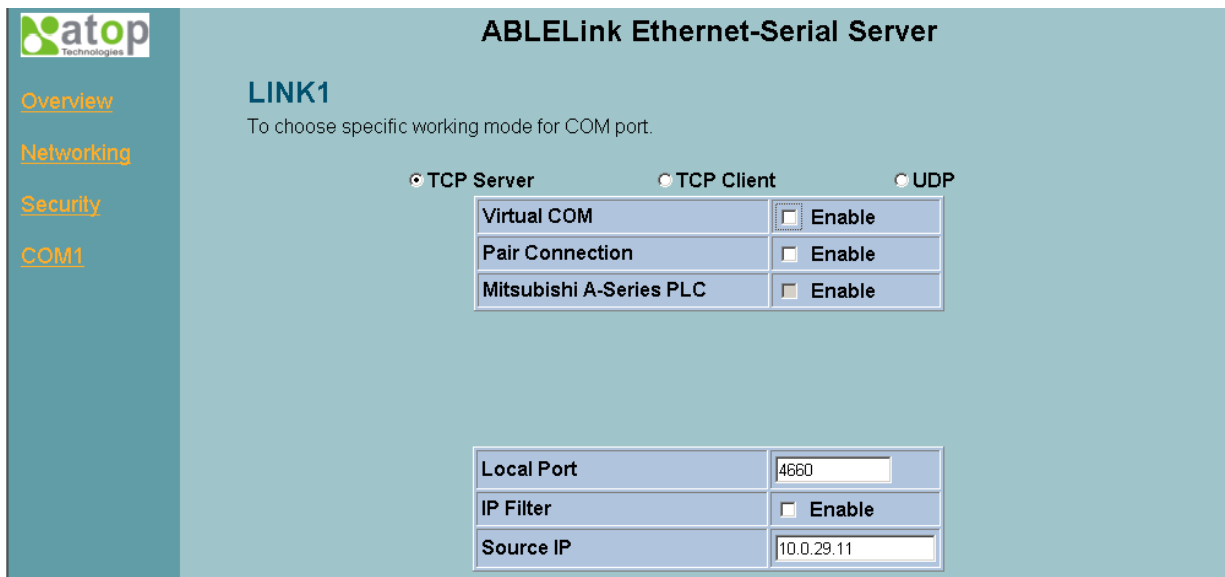 atop
Technologies
ABLELink Ethernet-Serial Server
Overview
Networking
Security
COM1
LINK1
To choose specific working mode for COM port.
TCP Server TCP Client UDP
Virtual COM Enable
Pair Connection Enable
Mitsubishi A-Series PLC Enable
Local Port 4660
IP Filter Enable
Source IP 10.0.29.11